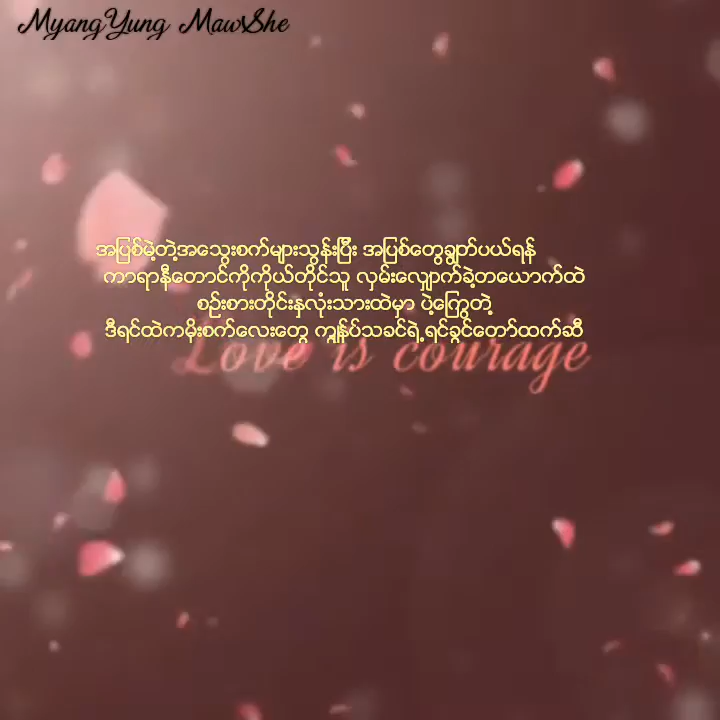 MyangYung MawShe
အပြစ်မဲ့တဲ့အသွေးစက်များသွန်းပြီး အပြစ်တွေချွတ်ပယ်ရန်
ကာရာနီတောင်ကိုကိုယ်တိုင်သူ လှမ်းလျှောက်ခဲ့တယောက်ထဲ
စဉ်းစားတိုင်းနှလုံးသားထဲမှာ ပဲ့ကြွေတဲ့
ဒီရင်ထဲကမိုးစက်လေးတွေ ကျွန်ုပ်သခင်ရဲ့ရင်ခွင်တော်ထက်ဆီ
Love is courage